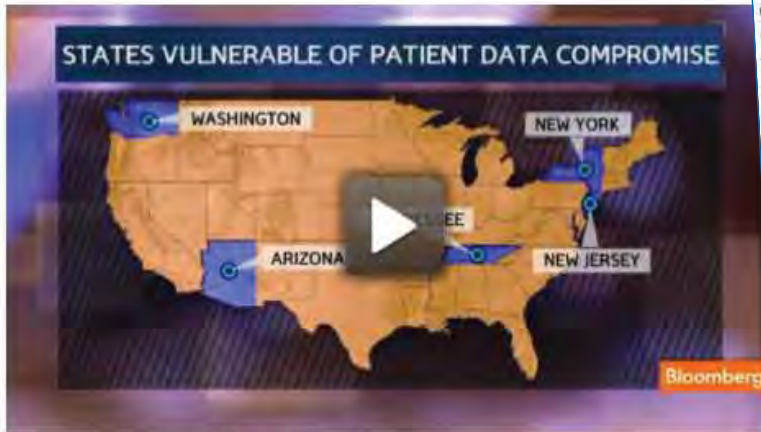 STATES VULNERABLE OF PATIENT DATA COMPROMISE
WASHINGTON
NEW YORK
ARIZONA
NEW JERSEY
Bloomberg